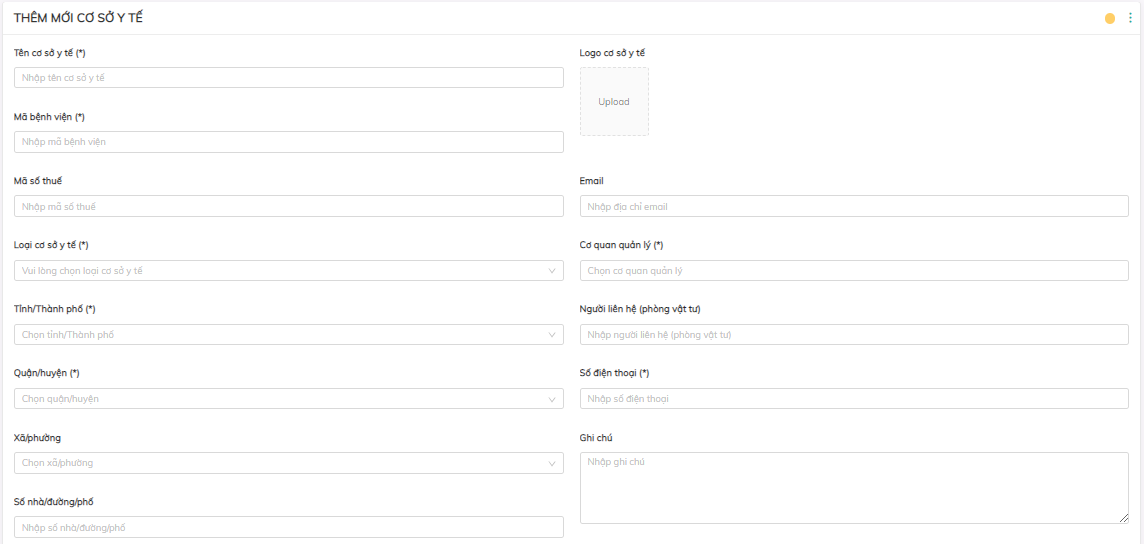 THÊM MỚI CƠ SỞ Y TẾ
Tên cơ sở y tế (*)
Nhập tên cơ sở y tế
Logo cơ sở y tế
Upload
Mã bệnh viện (*)
Nhập mã bệnh viện
Mã số thuế
Nhập mã số thuế
Email
Nhập địa chỉ email
Loại cơ sở y tế (*)
Vui lòng chọn loại cơ sở y tế
Cơ quan quản lý (*)
Chọn cơ quan quản lý
Tỉnh/Thành phố (*)
Chọn tỉnh/Thành phố
Người liên hệ (phòng vật tư)
Nhập người liên hệ (phòng vật tư)
Quận/huyện (*)
Chọn quận/huyện
Số điện thoại (*)
Nhập số điện thoại
Xã/phường
Chọn xã/phường
Ghi chú
Nhập ghi chú
Số nhà/đường/phố
Nhập số nhà/đường/phố